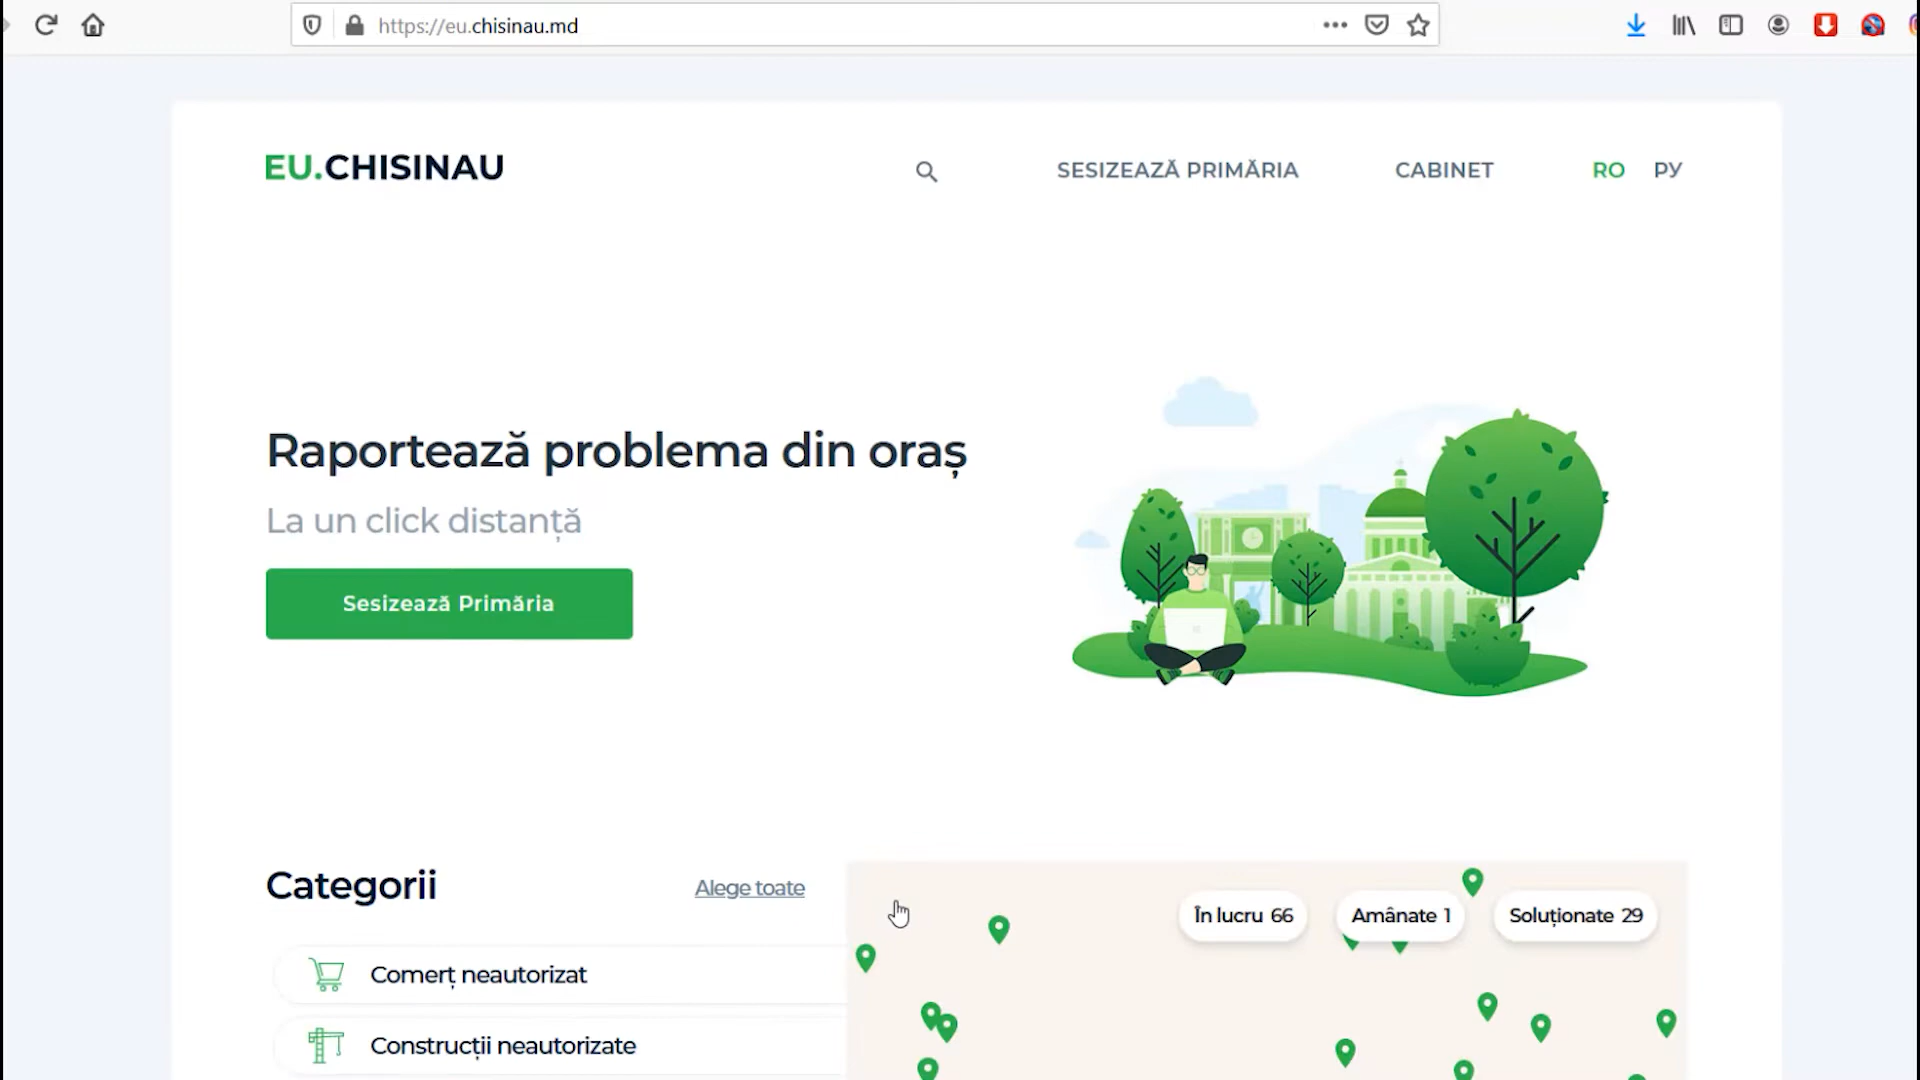 https://eu.chisinau.md
EU.CHISINAU
SESIZEAZĂ PRIMĂRIA
CABINET
RO
РУ
Raportează problema din oraș
La un click distanță
Sesizează Primăria
Categorii
Alege toate
În lucru 66
Amânate 1
Soluționate 29
Comerț neautorizat
Construcții neautorizate